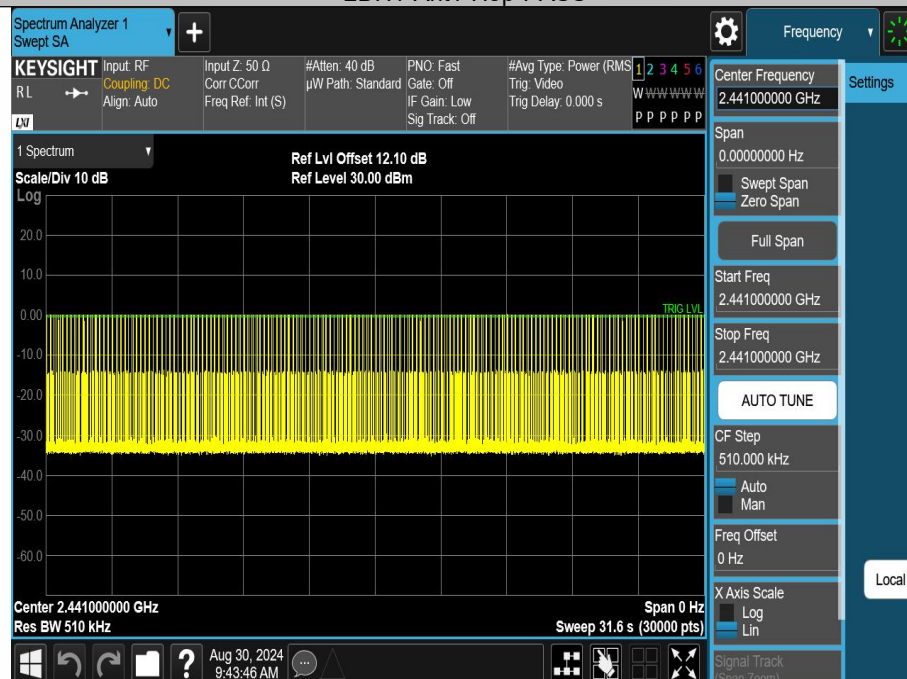 Spectrum Analyzer 1
Swept SA
+
Frequency
KEYSIGHT
RL
LXI
Input: RF
Coupling: DC
Align: Auto
Input Z: 50 Ω
Corr CCorr
Freq Ref: Int (S)
#Atten: 40 dB
µW Path: Standard
PNO: Fast
Gate: Off
IF Gain: Low
Sig Track: Off
#Avg Type: Power (RMS
Trig: Video
Trig Delay: 0.000 s
1 2 3 4 5 6
W W W W W W
P P P P P P
1 Spectrum
Scale/Div 10 dB
Ref Lvl Offset 12.10 dB
Ref Level 30.00 dBm
Log
20.0
10.0
0.00
-10.0
-20.0
-30.0
-40.0
-50.0
-60.0
TRIG LVL
Center 2.441000000 GHz
Res BW 510 kHz
Span 0 Hz
Sweep 31.6 s (30000 pts)
Center Frequency
2.441000000 GHz
Settings
Span
0.00000000 Hz
Swept Span
Zero Span
Full Span
Start Freq
2.441000000 GHz
Stop Freq
2.441000000 GHz
AUTO TUNE
CF Step
510.000 kHz
Auto
Man
Freq Offset
0 Hz
Local
X Axis Scale
Log
Lin
Signal Track
(Span Zoom)
?
Aug 30, 2024
9:43:46 AM